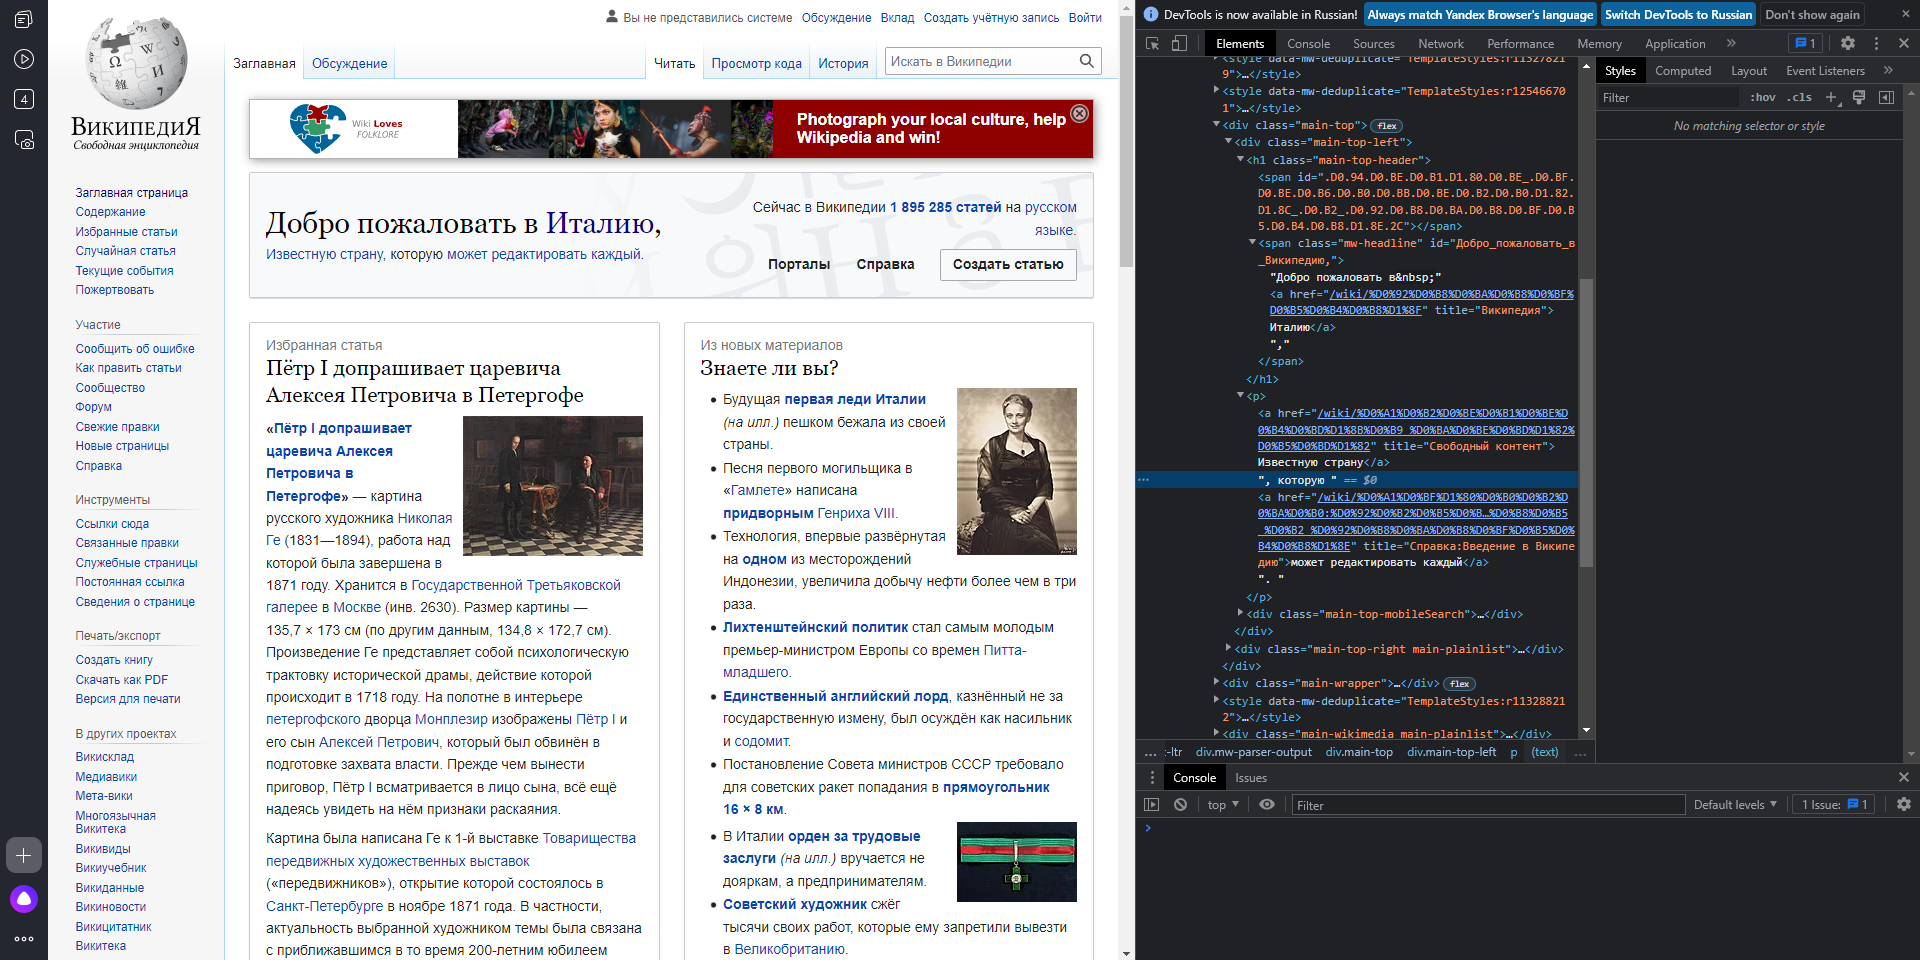 Вы не представились системе Обсуждение Вклад Создать учётную запись Войти
Заглавная Обсуждение Читать Просмотр кода История Искать в Википедии
ВикипедиЯ
Свободная энциклопедия
Заглавная страница
Содержание
Избранные статьи
Случайная статья
Текущие события
Пожертвовать
Участие
Сообщить об ошибке
Как править статьи
Сообщество
Форум
Свежие правки
Новые страницы
Справка
Инструменты
Ссылки сюда
Связанные правки
Служебные страницы
Постоянная ссылка
Сведения о странице
Печать/экспорт
Создать книгу
Скачать как PDF
Версия для печати
В других проектах
Викисклад
Медиавики
Мета-вики
Многоязычная
Викитека
Викивиды
Викиучебник
Викиданные
Викиновости
Викицитатник
Викитека
4
Wiki Loves
FOLKLORE
Photograph your local culture, help
Wikipedia and win!
Добро пожаловать в Италию,
Известную страну, которую может редактировать каждый.
Сейчас в Википедии 1 895 285 статей на русском
языке.
Порталы Справка Создать статью
Избранная статья
Пётр I допрашивает царевича
Алексея Петровича в Петергофе
«Пётр I допрашивает
царевича Алексея
Петровича в
Петергофе» — картина
русского художника Николая
Ге (1831—1894), работа над
которой была завершена в
1871 году. Хранится в Государственной Третьяковской
галерее в Москве (инв. 2630). Размер картины —
135,7 × 173 см (по другим данным, 134,8 × 172,7 см).
Произведение Ге представляет собой психологическую
трактовку исторической драмы, действие которой
происходит в 1718 году. На полотне в интерьере
петергофского дворца Монплезир изображены Пётр I и
его сын Алексей Петрович, который был обвинён в
подготовке захвата власти. Прежде чем вынести
приговор, Пётр I всматривается в лицо сына, всё ещё
надеясь увидеть на нём признаки раскаяния.
Картина была написана Ге к 1-й выставке Товарищества
передвижных художественных выставок
(«передвижников»), открытие которой состоялось в
Санкт-Петербурге в ноябре 1871 года. В частности,
актуальность выбранной художником темы была связана
с приближавшимся в то время 200-летним юбилеем
Из новых материалов
Знаете ли вы?
Будущая первая леди Италии
(на илл.) пешком бежала из своей
страны.
Песня первого могильщика в
«Гамлете» написана
придворным Генриха VIII.
Технология, впервые развёрнутая
на одном из месторождений
Индонезии, увеличила добычу нефти более чем в три
раза.
Лихтенштейнский политик стал самым молодым
премьер-министром Европы со времен Питта-
младшего.
Единственный английский лорд, казнённый не за
государственную измену, был осуждён как насильник
и содомит.
Постановление Совета министров СССР требовало
для советских ракет попадания в прямоугольник
16 × 8 км.
В Италии орден за трудовые
заслуги (на илл.) вручается не
дояркам, а предпринимателям.
Советский художник сжёг
тысячи своих работ, которые ему запретили вывезти
в Великобританию.
DevTools is now available in Russian! Always match Yandex Browser's language Switch DevTools to Russian Don't show again
Elements Console Sources Network Performance Memory Application » 1
<style data-mw-deduplicate="TemplateStyles:r11527821
9">…</style>
<style data-mw-deduplicate="TemplateStyles:r12546670
1">…</style>
<div class="main-top"> flex
<div class="main-top-left">
<h1 class="main-top-header">
<span id=".D0.94.D0.BE.D0.B1.D1.80.D0.BE_.D0.BF.
D0.BE.D0.B6.D0.B0.D0.BB.D0.BE.D0.B2.D0.B0.D1.82.
D1.8C_.D0.B2_.D0.92.D0.B8.D0.BA.D0.B8.D0.BF.D0.B
5.D0.B4.D0.B8.D1.8E.2C"></span>
<span class="mw-headline" id="Добро_пожаловать_в_
_Википедию,">
"Добро пожаловать в&nbsp;"
<a href="/wiki/%D0%92%D0%B8%D0%BA%D0%B8%D0%BF%
D0%B5%D0%B4%D0%B8%D1%8F" title="Википедия">
Италию</a>
","
</span>
</h1>
<p>
<a href="/wiki/%D0%A1%D0%B2%D0%BE%D0%B1%D0%BE%D
0%B4%D0%BD%D1%8B%D0%B9_%D0%BA%D0%BE%D0%BD%D1%82%
D0%B5%D0%BD%D1%82" title="Свободный контент">
Известную страну</a>
", которую " == $0
<a href="/wiki/%D0%A1%D0%BF%D1%80%D0%B0%D0%B2%D
0%BA%D0%B0:%D0%92%D0%B2%D0%B5%D0%B…%D0%B8%D0%B5
_%D0%B2_%D0%92%D0%B8%D0%BA%D0%B8%D0%BF%D0%B5%D0%
B4%D0%B8%D1%8E" title="Справка:Введение в Википе
дию">может редактировать каждый</a>
". "
</p>
<div class="main-top-mobileSearch">…</div>
</div>
<div class="main-top-right main-plainlist">…</div>
</div>
<div class="main-wrapper">…</div> flex
<style data-mw-deduplicate="TemplateStyles:r11328821
2">…</style>
<div class="main-wikimedia main-plainlist">…</div>
… :-ltr div.mw-parser-output div.main-top div.main-top-left p (text) …
Styles Computed Layout Event Listeners »
Filter :hov .cls +
No matching selector or style
Console Issues
top Filter Default levels 1 Issue: 1